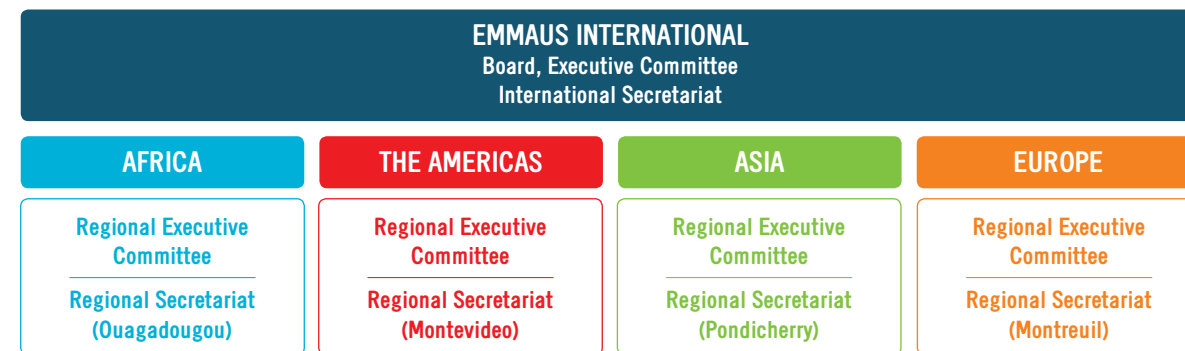 EMMAUS INTERNATIONAL
Board, Executive Committee
International Secretariat
AFRICA
Regional Executive
Committee
Regional Secretariat
(Ouagadougou)
THE AMERICAS
Regional Executive
Committee
Regional Secretariat
(Montevideo)
ASIA
Regional Executive
Committee
Regional Secretariat
(Pondicherry)
EUROPE
Regional Executive
Committee
Regional Secretariat
(Montreuil)